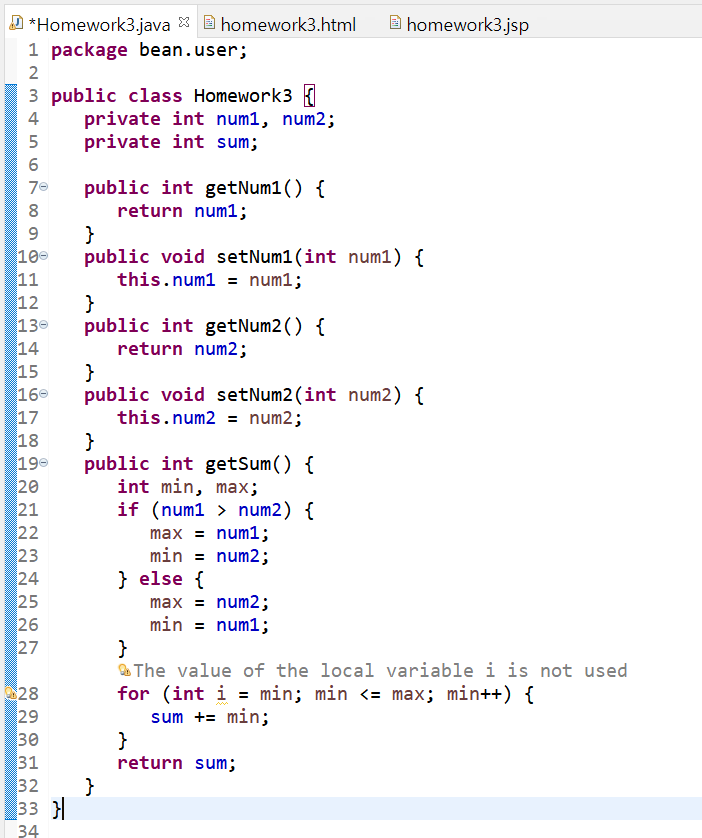 *Homework3.java homework3.html homework3.jsp
1 package bean.user;
2
3 public class Homework3 {
4 private int num1, num2;
5 private int sum;
6
7 public int getNum1() {
8 return num1;
9 }
10 public void setNum1(int num1) {
11 this.num1 = num1;
12 }
13 public int getNum2() {
14 return num2;
15 }
16 public void setNum2(int num2) {
17 this.num2 = num2;
18 }
19 public int getSum() {
20 int min, max;
21 if (num1 > num2) {
22 max = num1;
23 min = num2;
24 } else {
25 max = num2;
26 min = num1;
27 }
The value of the local variable i is not used
28 for (int i = min; min <= max; min++) {
29 sum += min;
30 }
31 return sum;
32 }
33 }
34